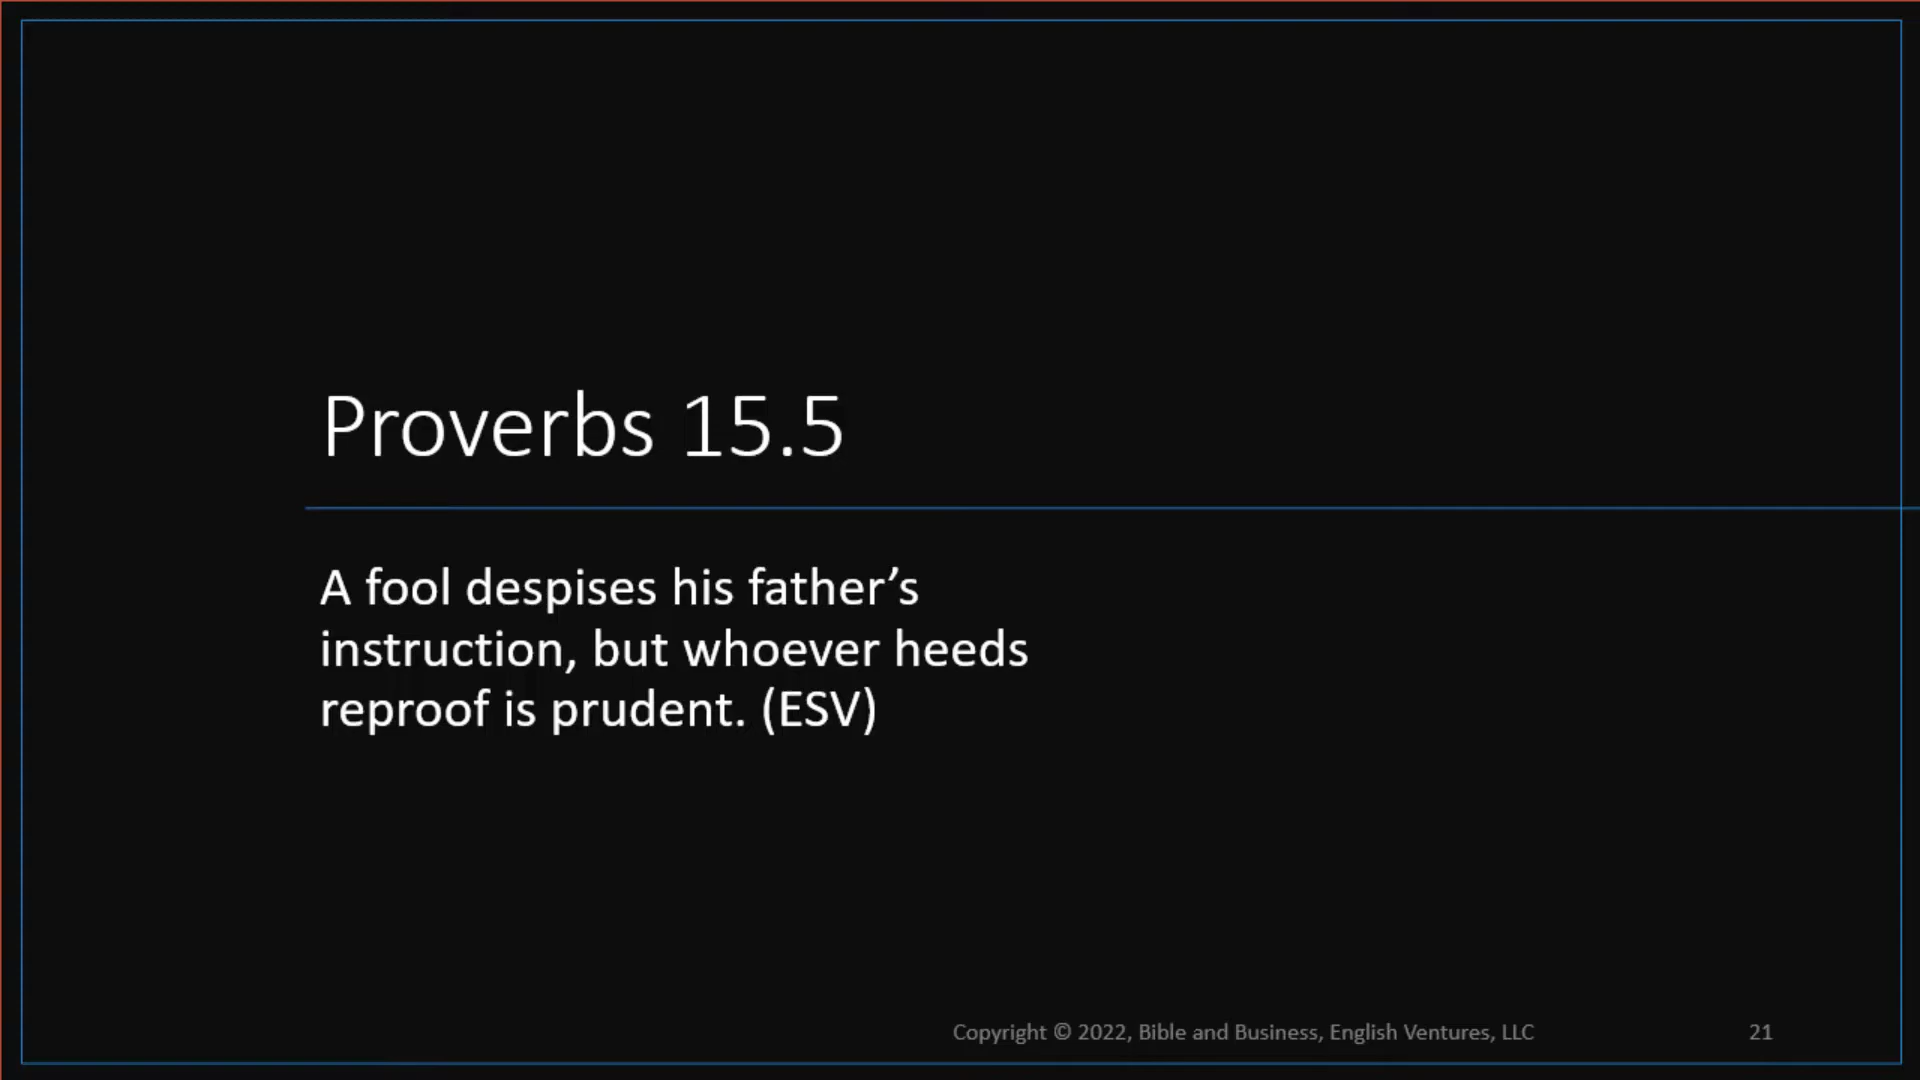 Proverbs 15.5
A fool despises his father’s
instruction, but whoever heeds
reproof is prudent. (ESV)
Copyright © 2022, Bible and Business, English Ventures, LLC
21